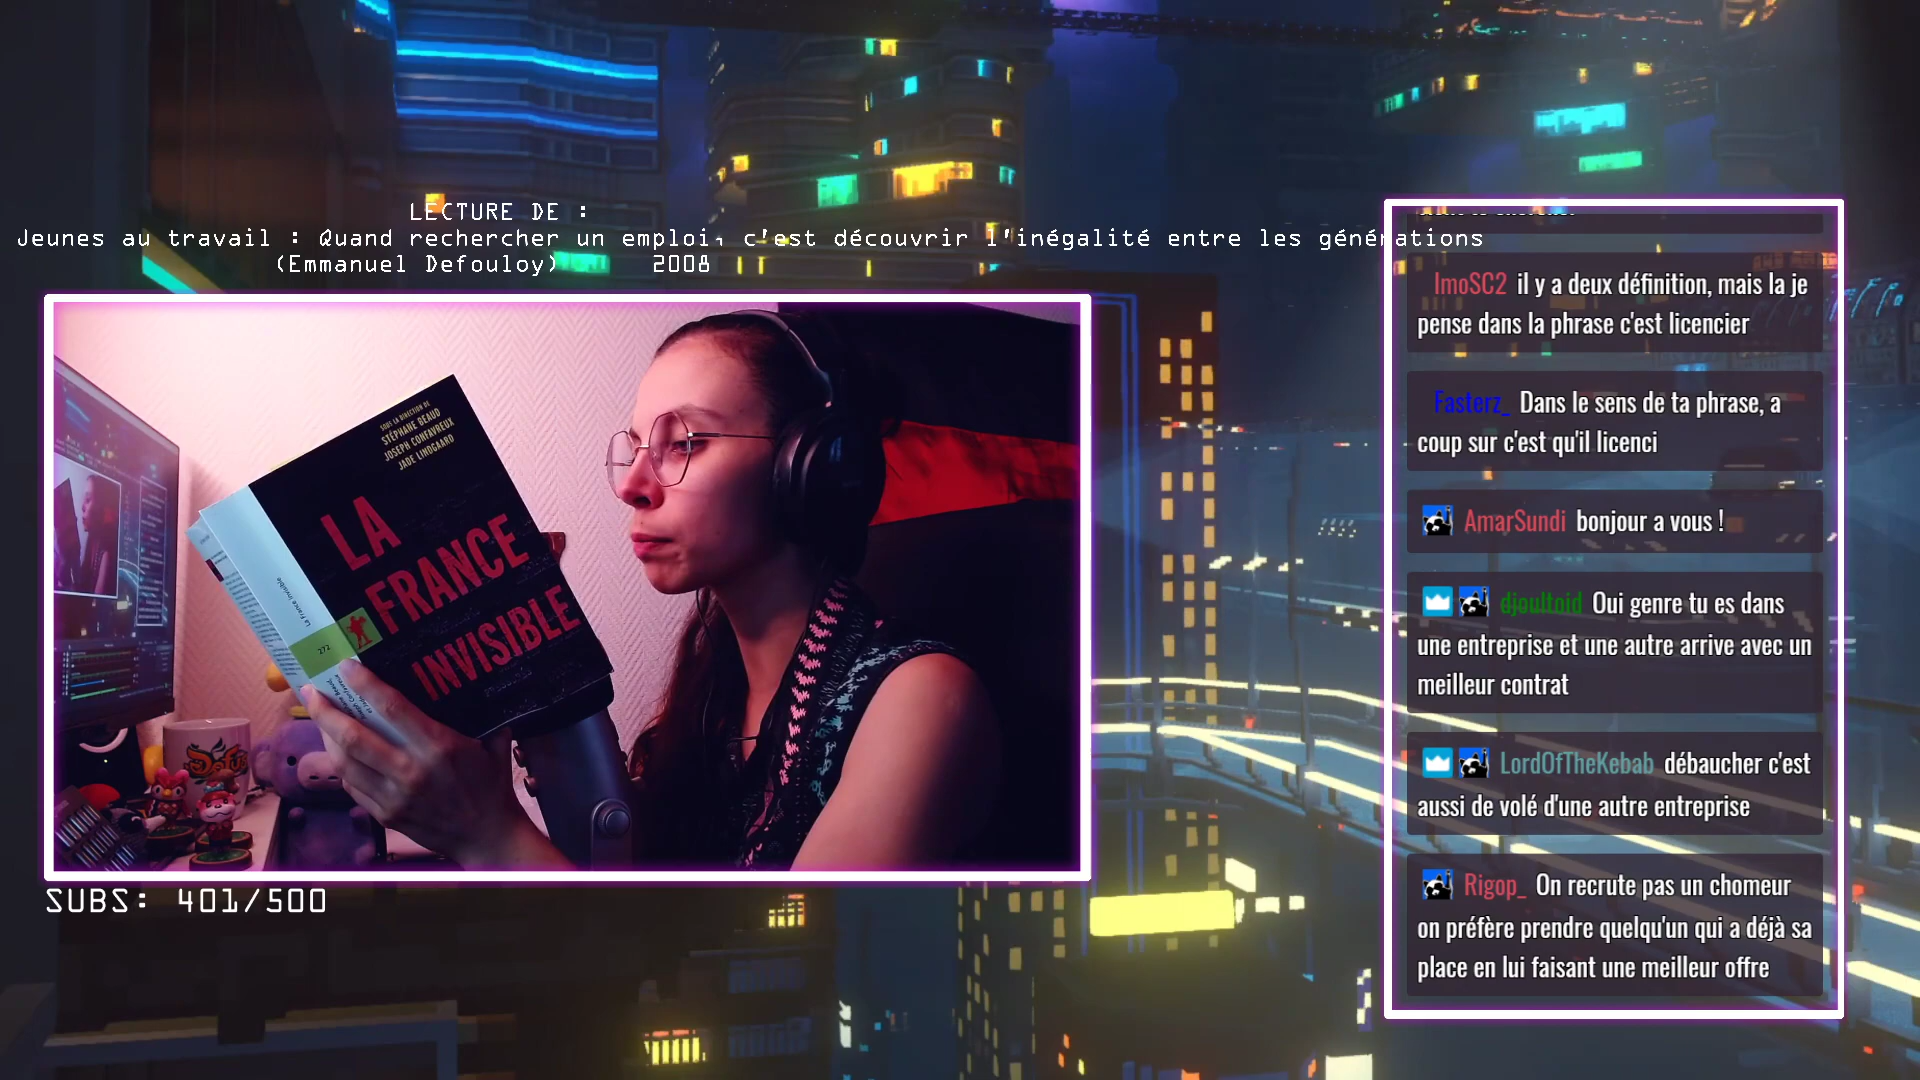 LECTURE DE :
Jeunes au travail : Quand rechercher un emploi, c'est découvrir l'inégalité entre les générations
(Emmanuel Defouloy) 2008
SOUS LA DIRECTION DE
STÉPHANE BEAUD
JOSEPH CONFAVREUX
JADE LINDGAARD
LA
FRANCE
INVISIBLE
La France invisible
272
SUBS: 401/500
ImoSC2 il y a deux définition, mais la je
pense dans la phrase c'est licencier
Fasterz_ Dans le sens de ta phrase, a
coup sur c'est qu'il licenci
AmarSundi bonjour a vous !
djoultoid Oui genre tu es dans
une entreprise et une autre arrive avec un
meilleur contrat
LordOfTheKebab débaucher c'est
aussi de volé d'une autre entreprise
Rigop_ On recrute pas un chomeur
on préfère prendre quelqu'un qui a déjà sa
place en lui faisant une meilleur offre